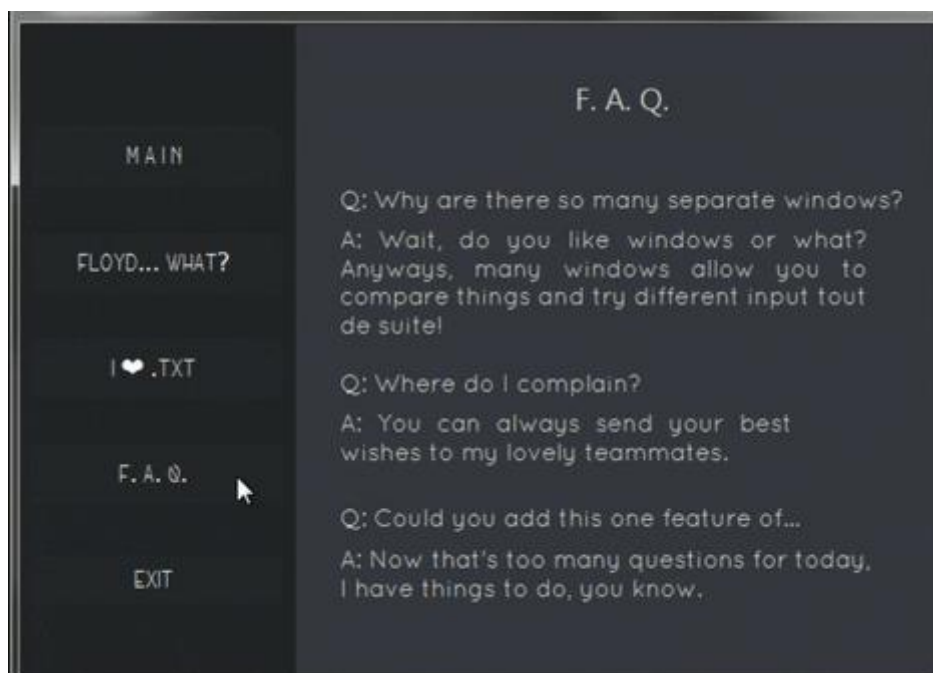 MAIN
FLOYD... WHAT?
I ❤ .TXT
F. A. Q.
EXIT
F. A. Q.
Q: Why are there so many separate windows?
A: Wait, do you like windows or what?
Anyways, many windows allow you to
compare things and try different input tout
de suite!
Q: Where do I complain?
A: You can always send your best
wishes to my lovely teammates.
Q: Could you add this one feature of...
A: Now that's too many questions for today,
I have things to do, you know.